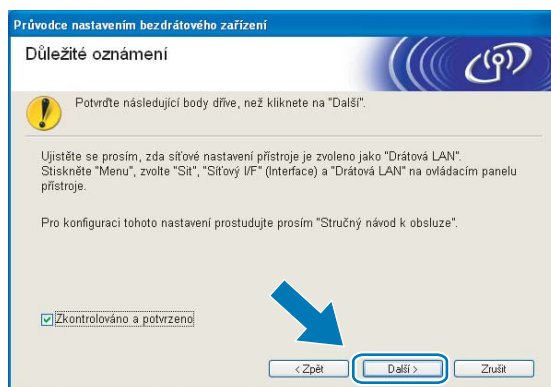 Průvodce nastavením bezdrátového zařízení
Důležité oznámení
Potvrďte následující body dříve, než kliknete na "Další".
Ujistěte se prosím, zda síťové nastavení přístroje je zvoleno jako "Drátová LAN".
Stiskněte "Menu", zvolte "Sit", "Síťový I/F" (Interface) a "Drátová LAN" na ovládacím panelu
přístroje.
Pro konfiguraci tohoto nastavení prostudujte prosím "Stručný návod k obsluze".
Zkontrolováno a potvrzeno
< Zpět Další > Zrušit